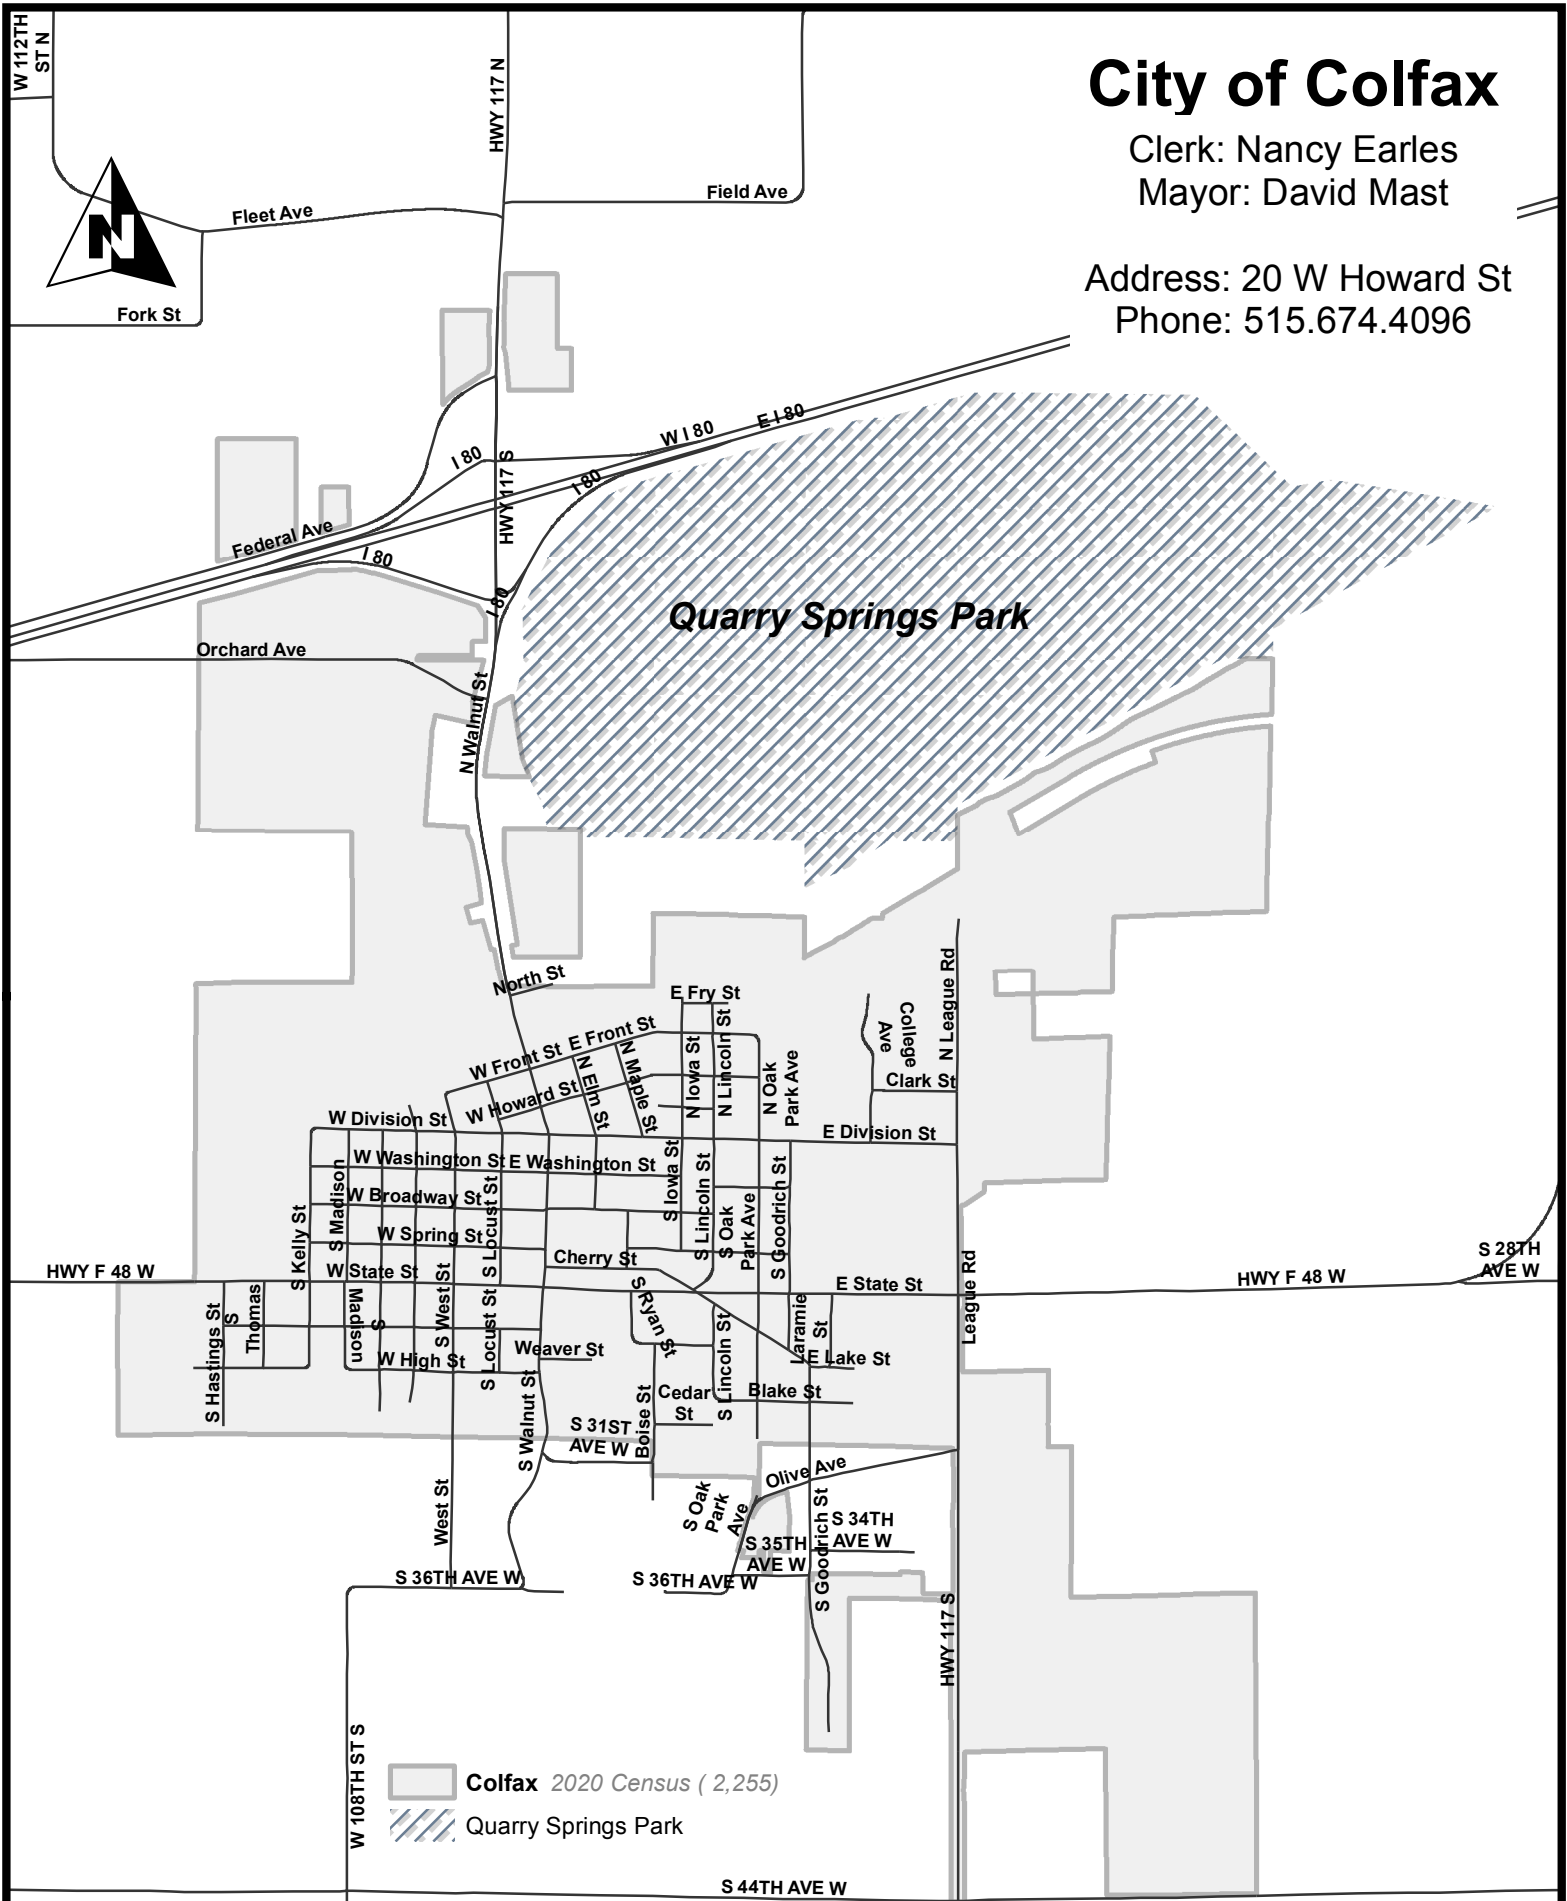 City of Colfax
Clerk: Nancy Earles
Mayor: David Mast
Address: 20 W Howard St
Phone: 515.674.4096
W 112TH
ST N
HWY 117 N
Field Ave
Fleet Ave
N
Fork St
W I 80
E I 80
I 80
HWY 117 S
I 80
Federal Ave
I 80
I 80
Quarry Springs Park
Orchard Ave
N Walnut St
North St
E Fry St
N League Rd
College
Ave
E Front St
W Front St
N Maple St
N Elm St
N Iowa St
N Lincoln St
N Oak
Park Ave
Clark St
W Howard St
W Division St
E Division St
W Washington St
E Washington St
S Madison
W Broadway St
S Locust St
S Iowa St
S Lincoln St
S Oak
Park Ave
S Goodrich St
S Kelly St
W Spring St
Cherry St
HWY F 48 W
W State St
E State St
League Rd
HWY F 48 W
S 28TH
AVE W
S Hastings St
S
Thomas
Madison
S
S West St
S Locust St
S Ryan St
Laramie
St
Weaver St
W High St
E Lake St
S Lincoln St
Cedar
St
Blake St
S Walnut St
S 31ST
AVE W
Boise St
Olive Ave
West St
S Oak
Park
Ave
S 34TH
AVE W
S 35TH
AVE W
S Goodrich St
S 36TH AVE W
S 36TH AVE W
HWY 117 S
W 108TH ST S
Colfax 2020 Census ( 2,255)
Quarry Springs Park
S 44TH AVE W